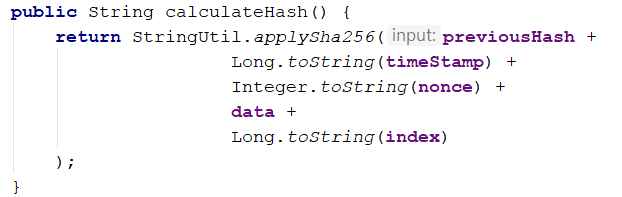 public String calculateHash() {
    return StringUtil.applySha256( input: previousHash +
                    Long.toString(timeStamp) +
                    Integer.toString(nonce) +
                    data +
                    Long.toString(index)
    );
}